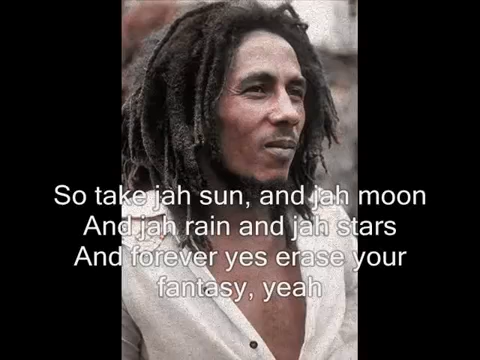 So take jah sun, and jah moon
And jah rain and jah stars
And forever yes erase your
fantasy, yeah